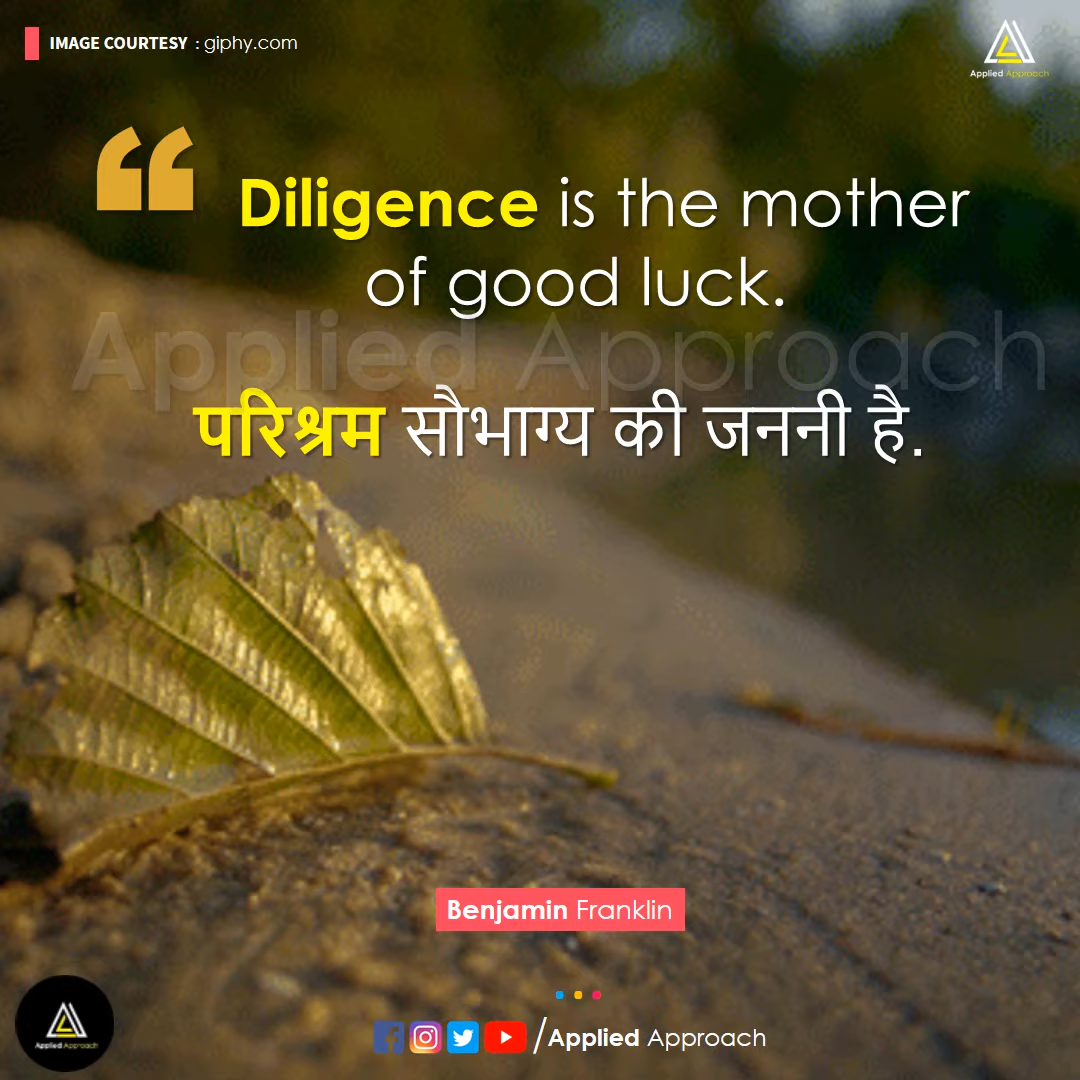 IMAGE COURTESY : giphy.com
Applied Approach
“ Diligence is the mother
of good luck.
Applied Approach
परिश्रम सौभाग्य की जननी है.
Benjamin Franklin
Applied Approach
/Applied Approach